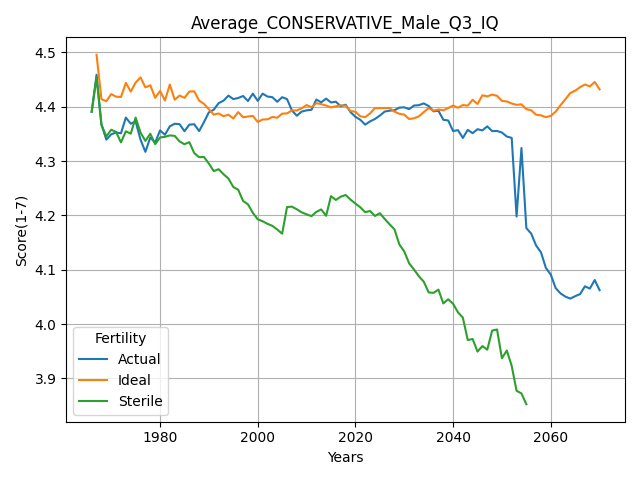 Average_CONSERVATIVE_Male_Q3_IQ
Score(1-7)
4.5
4.4
4.3
4.2
4.1
4.0
3.9
Fertility
Actual
Ideal
Sterile
1980 2000 2020 2040 2060
Years